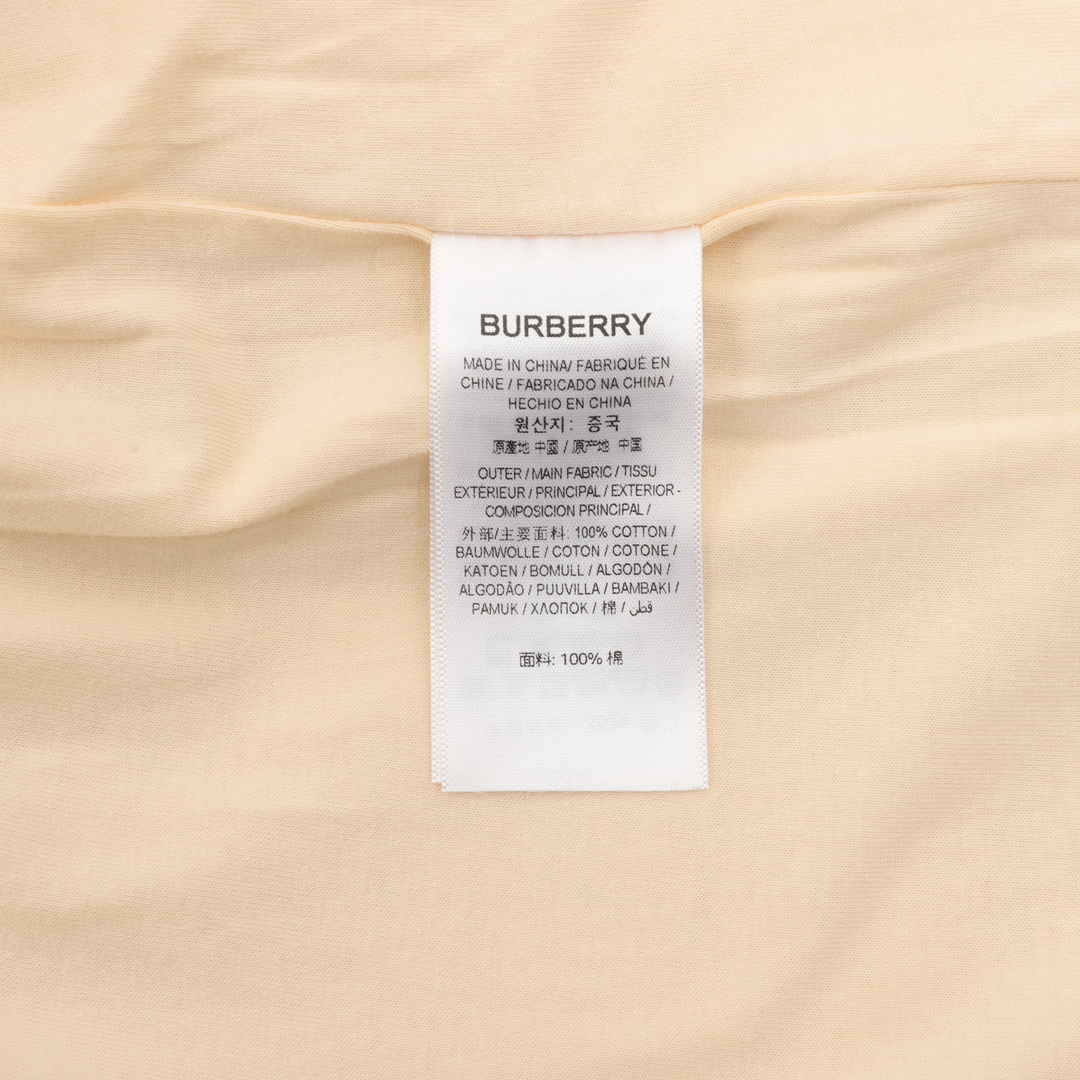 BURBERRY
MADE IN CHINA/ FABRIQUÉ EN
CHINE / FABRICADO NA CHINA /
HECHIO EN CHINA
원산지: 중국
原產地 中國 / 原产地 中国
OUTER / MAIN FABRIC / TISSU
EXTÉRIEUR / PRINCIPAL / EXTERIOR -
COMPOSICION PRINCIPAL /
外部/主要面料: 100% COTTON /
BAUMWOLLE / COTON / COTONE /
KATOEN / BOMULL / ALGODÓN /
ALGODÃO / PUUVILLA / BAMBAKI /
PAMUK / ХЛОПОК / 棉 / قطن
面料: 100% 棉